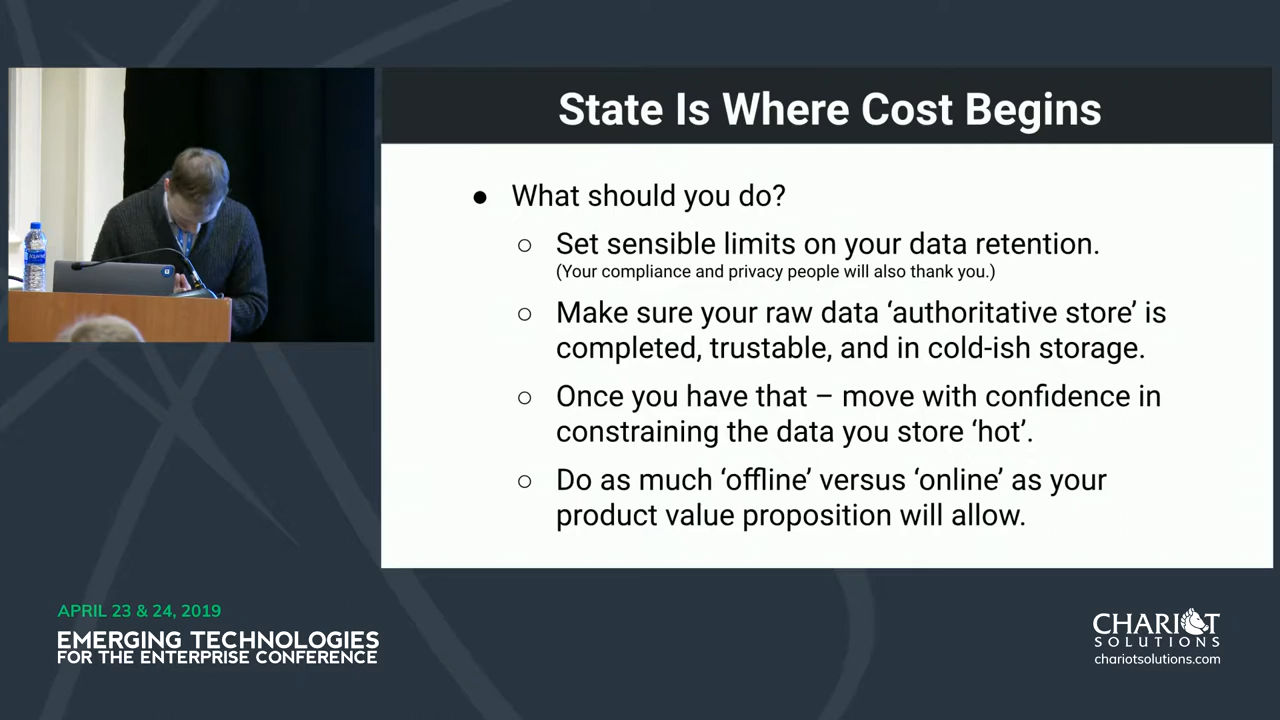 State Is Where Cost Begins
● What should you do?
○ Set sensible limits on your data retention.
(Your compliance and privacy people will also thank you.)
○ Make sure your raw data ‘authoritative store’ is
completed, trustable, and in cold-ish storage.
○ Once you have that – move with confidence in
constraining the data you store ‘hot’.
○ Do as much ‘offline’ versus ‘online’ as your
product value proposition will allow.
APRIL 23 & 24, 2019
EMERGING TECHNOLOGIES
FOR THE ENTERPRISE CONFERENCE
CHARIOT
SOLUTIONS
chariotsolutions.com